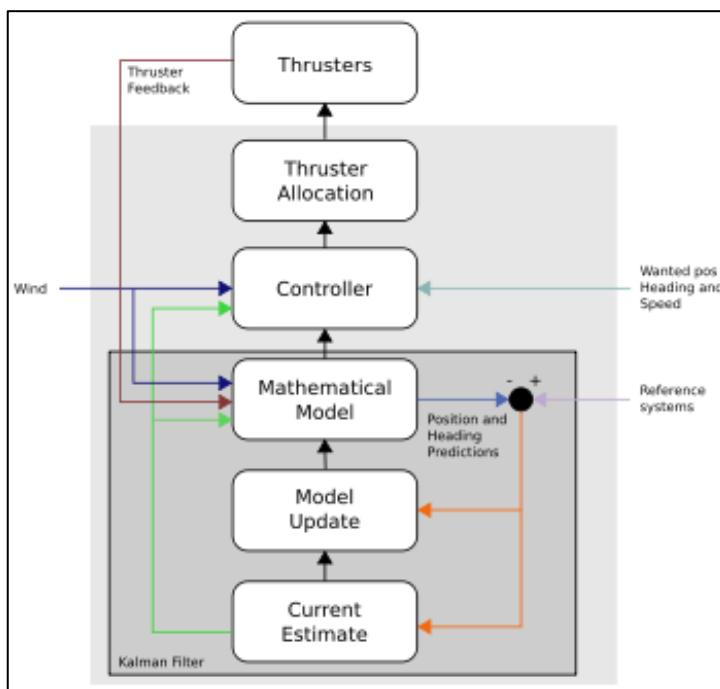 Thrusters
Thruster
Feedback
Thruster
Allocation
Wind
Controller
Wanted pos
Heading and
Speed
Mathematical
Model
- +
Reference
systems
Position and
Heading
Predictions
Model
Update
Current
Estimate
Kalman Filter